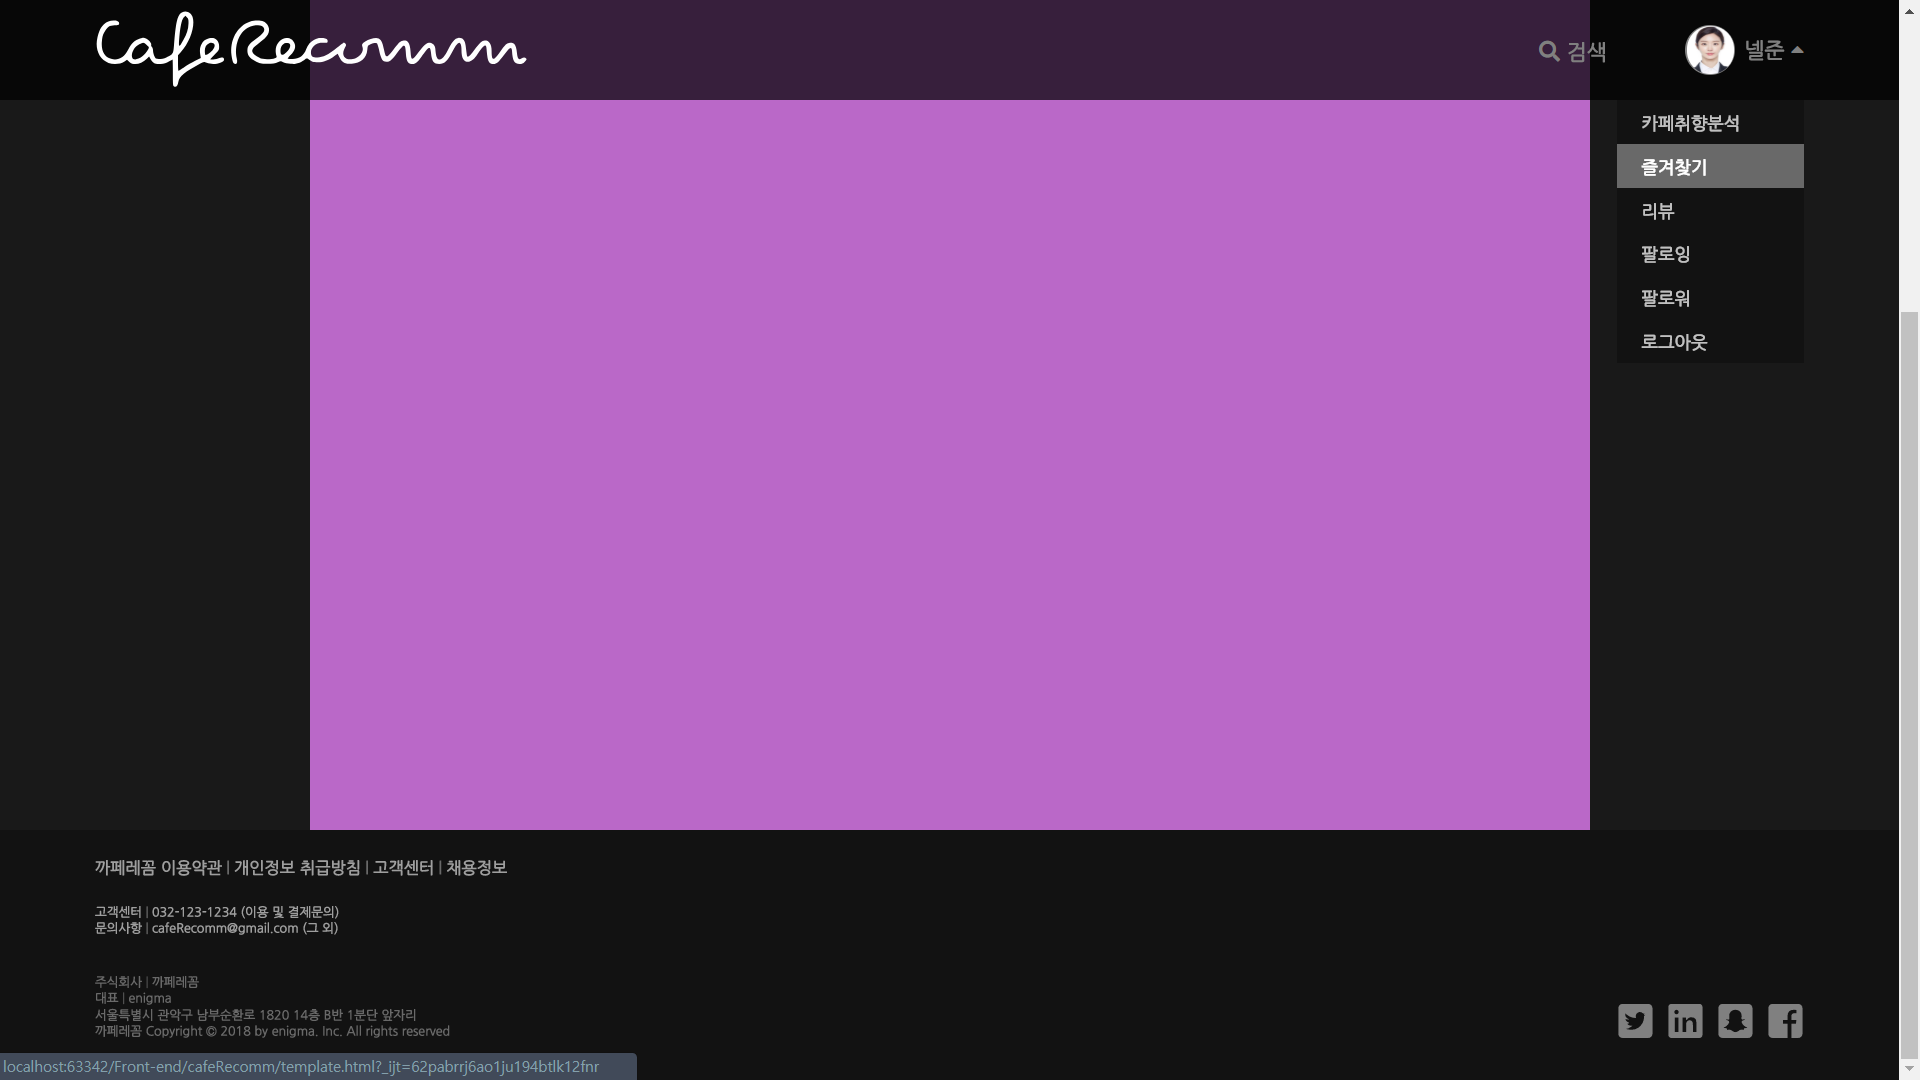 CafeRecomm
검색
넬준
카페취향분석
즐겨찾기
리뷰
팔로잉
팔로워
로그아웃
까페레꼼 이용약관 | 개인정보 취급방침 | 고객센터 | 채용정보
고객센터 | 032-123-1234 (이용 및 결제문의)
문의사항 | cafeRecomm@gmail.com (그 외)
주식회사 | 까페레꼼
대표 | enigma
서울특별시 관악구 남부순환로 1820 14층 B반 1분단 앞자리
까페레꼼 Copyright © 2018 by enigma. Inc. All rights reserved
localhost:63342/Front-end/cafeRecomm/template.html?_ijt=62pabrrj6ao1ju194btlk12fnr